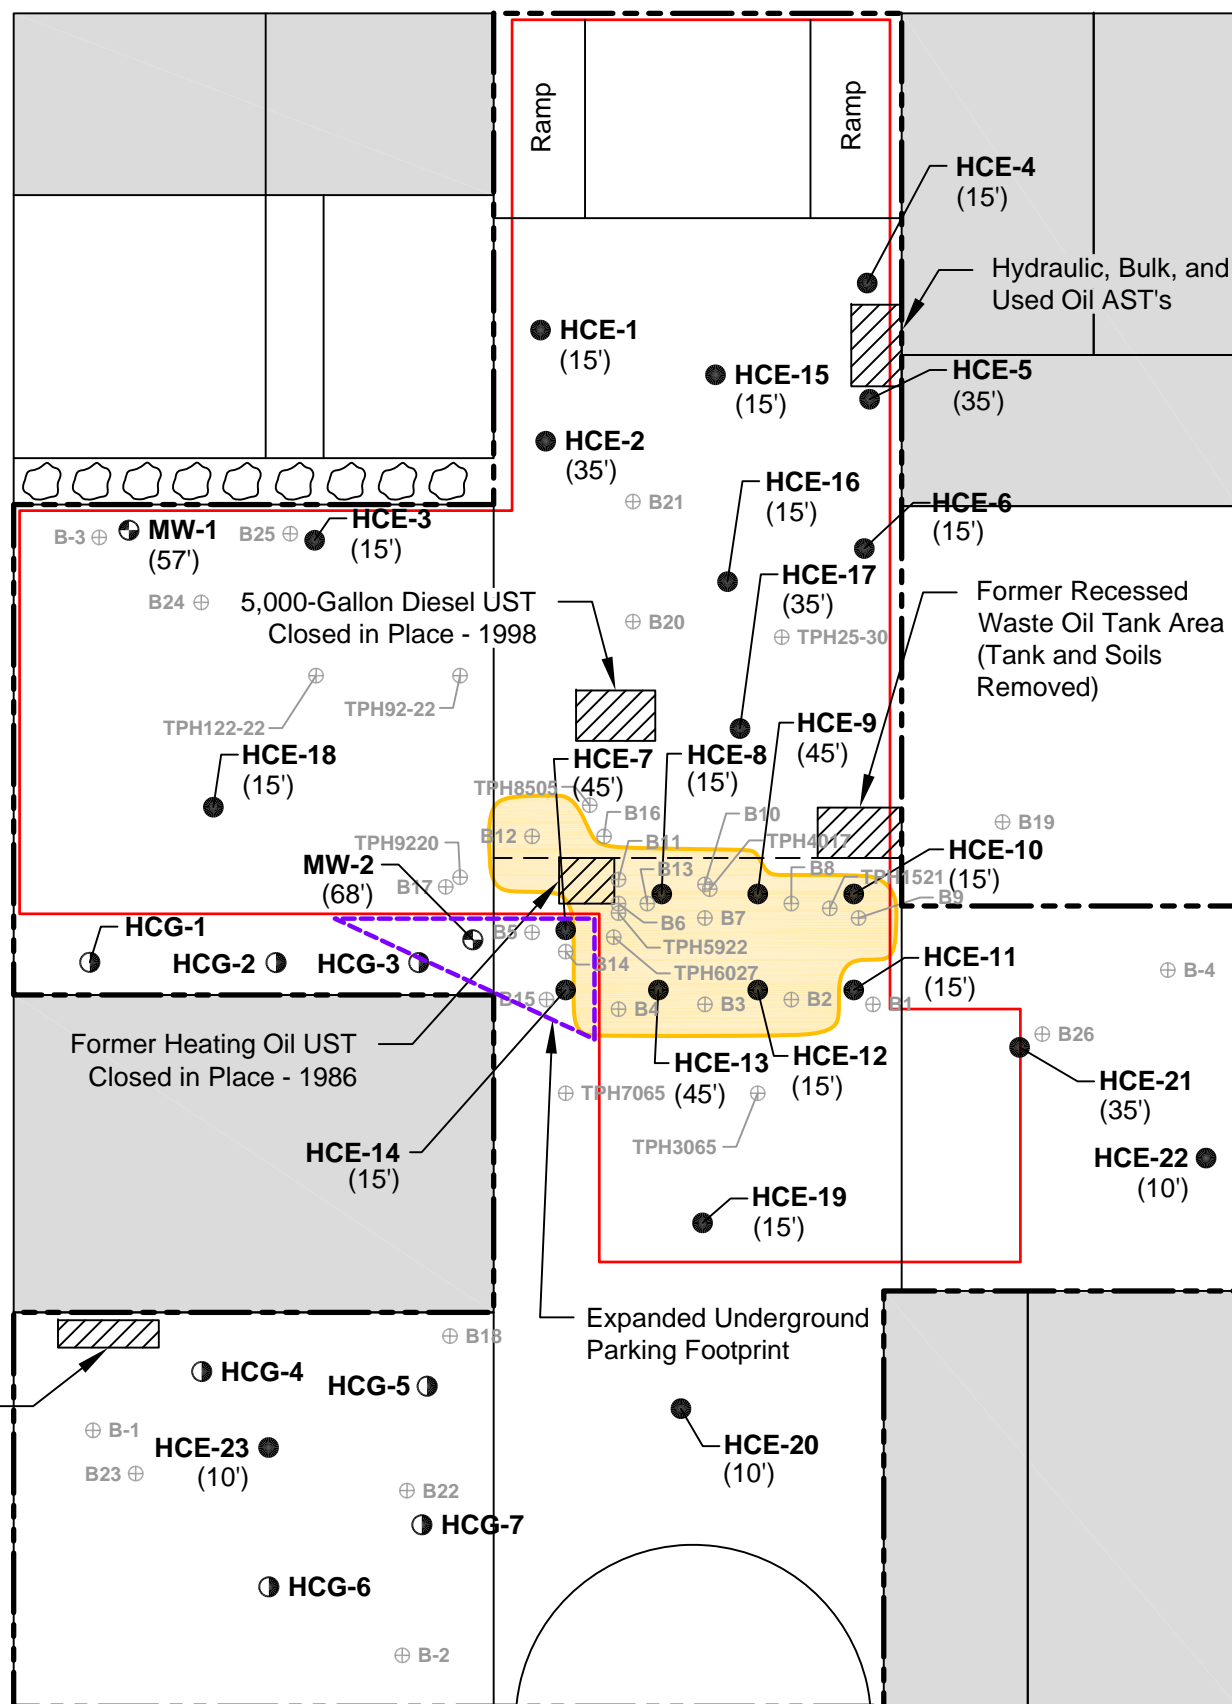 Ramp
Ramp
HCE-4
(15')
Hydraulic, Bulk, and
Used Oil AST's
HCE-1
(15')
HCE-15
(15')
HCE-5
(35')
HCE-2
(35')
B21
HCE-16
(15')
HCE-6
(15')
B-3
MW-1
(57')
B25
HCE-3
(15')
B24
5,000-Gallon Diesel UST
Closed in Place - 1998
B20
HCE-17
(35')
TPH25-30
Former Recessed
Waste Oil Tank Area
(Tank and Soils
Removed)
TPH122-22
TPH92-22
HCE-18
(15')
HCE-7
(45')
HCE-8
(15')
HCE-9
(45')
TPH8505
B16
B10
B19
B12
B11
TPH4017
TPH9220
MW-2
(68')
B17
B13
B8
TPH1521
HCE-10
(15')
B9
B6
B7
B5
TPH5922
HCG-1
HCG-2
HCG-3
B14
TPH6027
HCE-11
(15')
B-4
B15
B4
B3
B2
B1
Former Heating Oil UST
Closed in Place - 1986
HCE-13
(45')
HCE-12
(15')
B26
HCE-21
(35')
TPH7065
TPH3065
HCE-14
(15')
HCE-22
(10')
HCE-19
(15')
Expanded Underground
Parking Footprint
B18
HCG-4
HCG-5
B-1
HCE-23
(10')
HCE-20
(10')
B23
B22
HCG-7
HCG-6
B-2